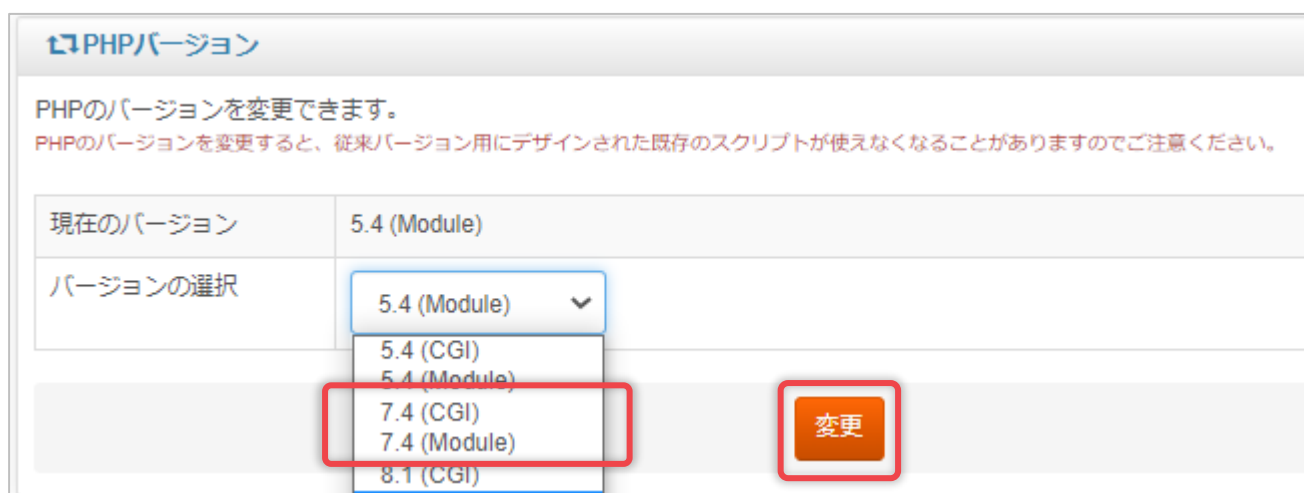 PHPバージョン
PHPのバージョンを変更できます。
PHPのバージョンを変更すると、従来バージョン用にデザインされた既存のスクリプトが使えなくなることがありますのでご注意ください。
現在のバージョン 5.4 (Module)
バージョンの選択 5.4 (Module)
5.4 (CGI)
5.4 (Module)
7.4 (CGI)
7.4 (Module)
変更
8.1 (CGI)